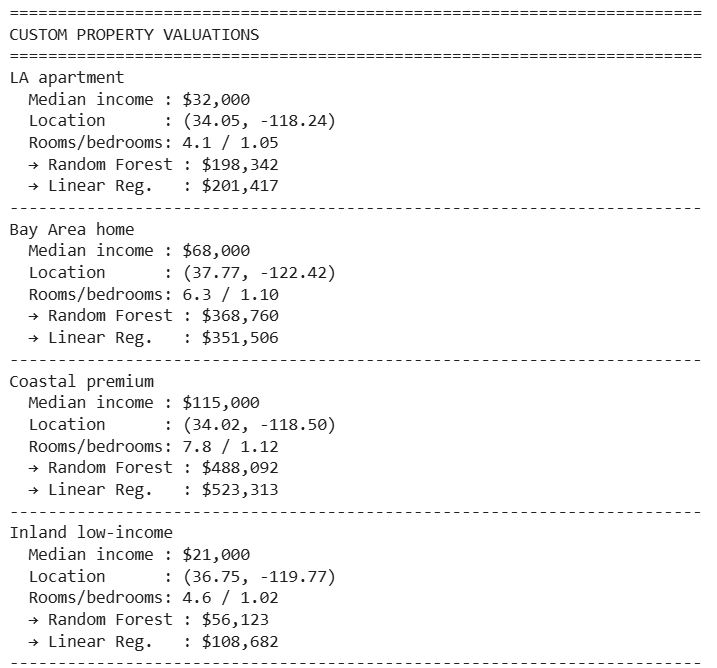 ========================================================================
CUSTOM PROPERTY VALUATIONS
========================================================================
LA apartment
  Median income : $32,000
  Location      : (34.05, -118.24)
  Rooms/bedrooms: 4.1 / 1.05
  → Random Forest : $198,342
  → Linear Reg.   : $201,417
------------------------------------------------------------------------
Bay Area home
  Median income : $68,000
  Location      : (37.77, -122.42)
  Rooms/bedrooms: 6.3 / 1.10
  → Random Forest : $368,760
  → Linear Reg.   : $351,506
------------------------------------------------------------------------
Coastal premium
  Median income : $115,000
  Location      : (34.02, -118.50)
  Rooms/bedrooms: 7.8 / 1.12
  → Random Forest : $488,092
  → Linear Reg.   : $523,313
------------------------------------------------------------------------
Inland low-income
  Median income : $21,000
  Location      : (36.75, -119.77)
  Rooms/bedrooms: 4.6 / 1.02
  → Random Forest : $56,123
  → Linear Reg.   : $108,682
------------------------------------------------------------------------